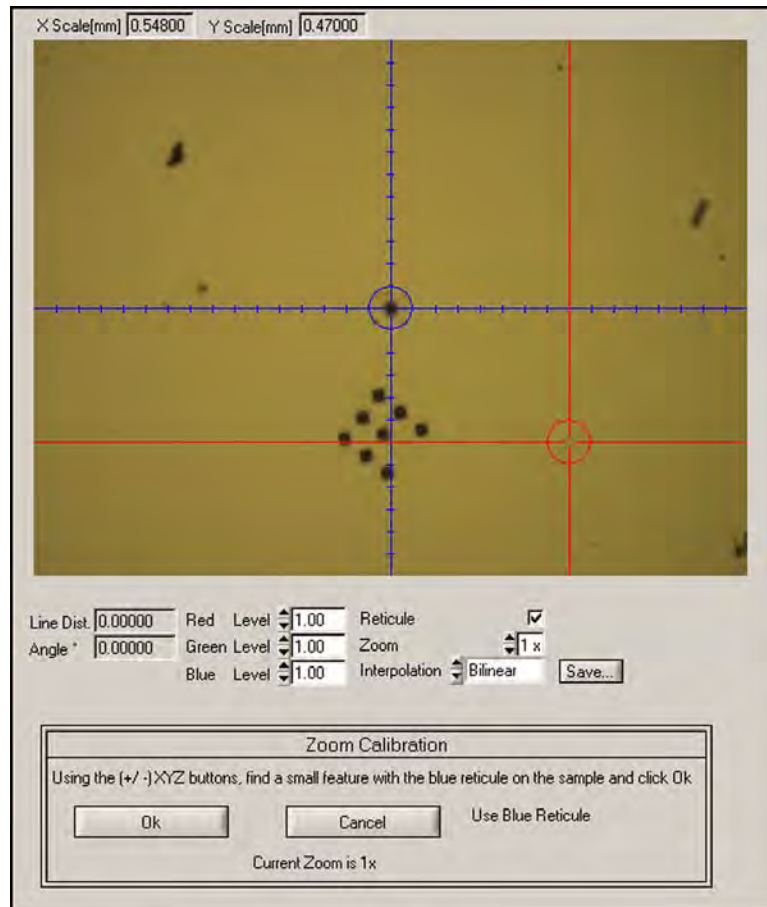 X Scale[mm] 0.54800 Y Scale[mm] 0.47000
Line Dist. 0.00000 Red Level 1.00 Reticule
Angle ° 0.00000 Green Level 1.00 Zoom 1 x
Blue Level 1.00 Interpolation Bilinear Save...
Zoom Calibration
Using the (+/ -) XYZ buttons, find a small feature with the blue reticule on the sample and click Ok
Ok Cancel Use Blue Reticule
Current Zoom is 1x